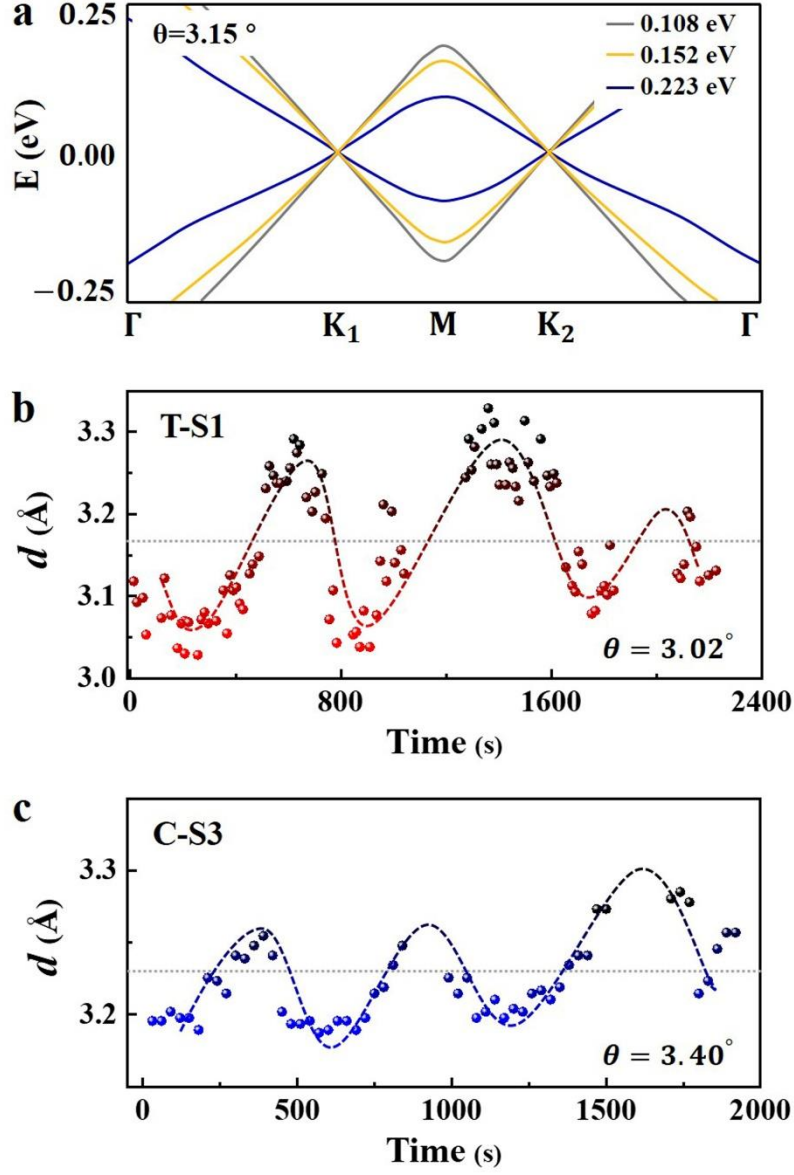 a
θ=3.15 °
0.108 eV
0.152 eV
0.223 eV
0.25
0.00
−0.25
E (eV)
Γ K₁ M K₂ Γ
b
T-S1
3.3
3.2
3.1
3.0
d (Å)
θ = 3.02°
0 800 1600 2400
Time (s)
c
C-S3
3.3
3.2
d (Å)
θ = 3.40°
0 500 1000 1500 2000
Time (s)